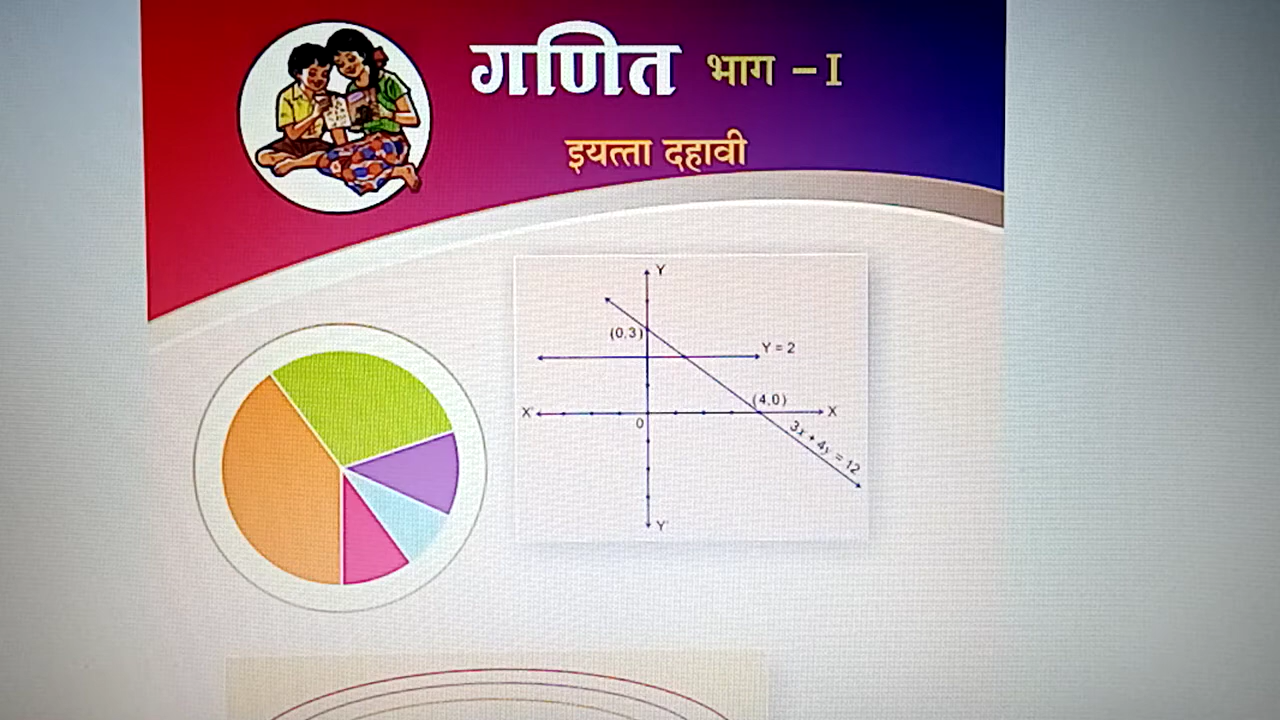 गणित भाग – I
इयत्ता दहावी
Y
(0,3)
Y = 2
(4,0)
X' X
0
3x + 4y = 12
Y'